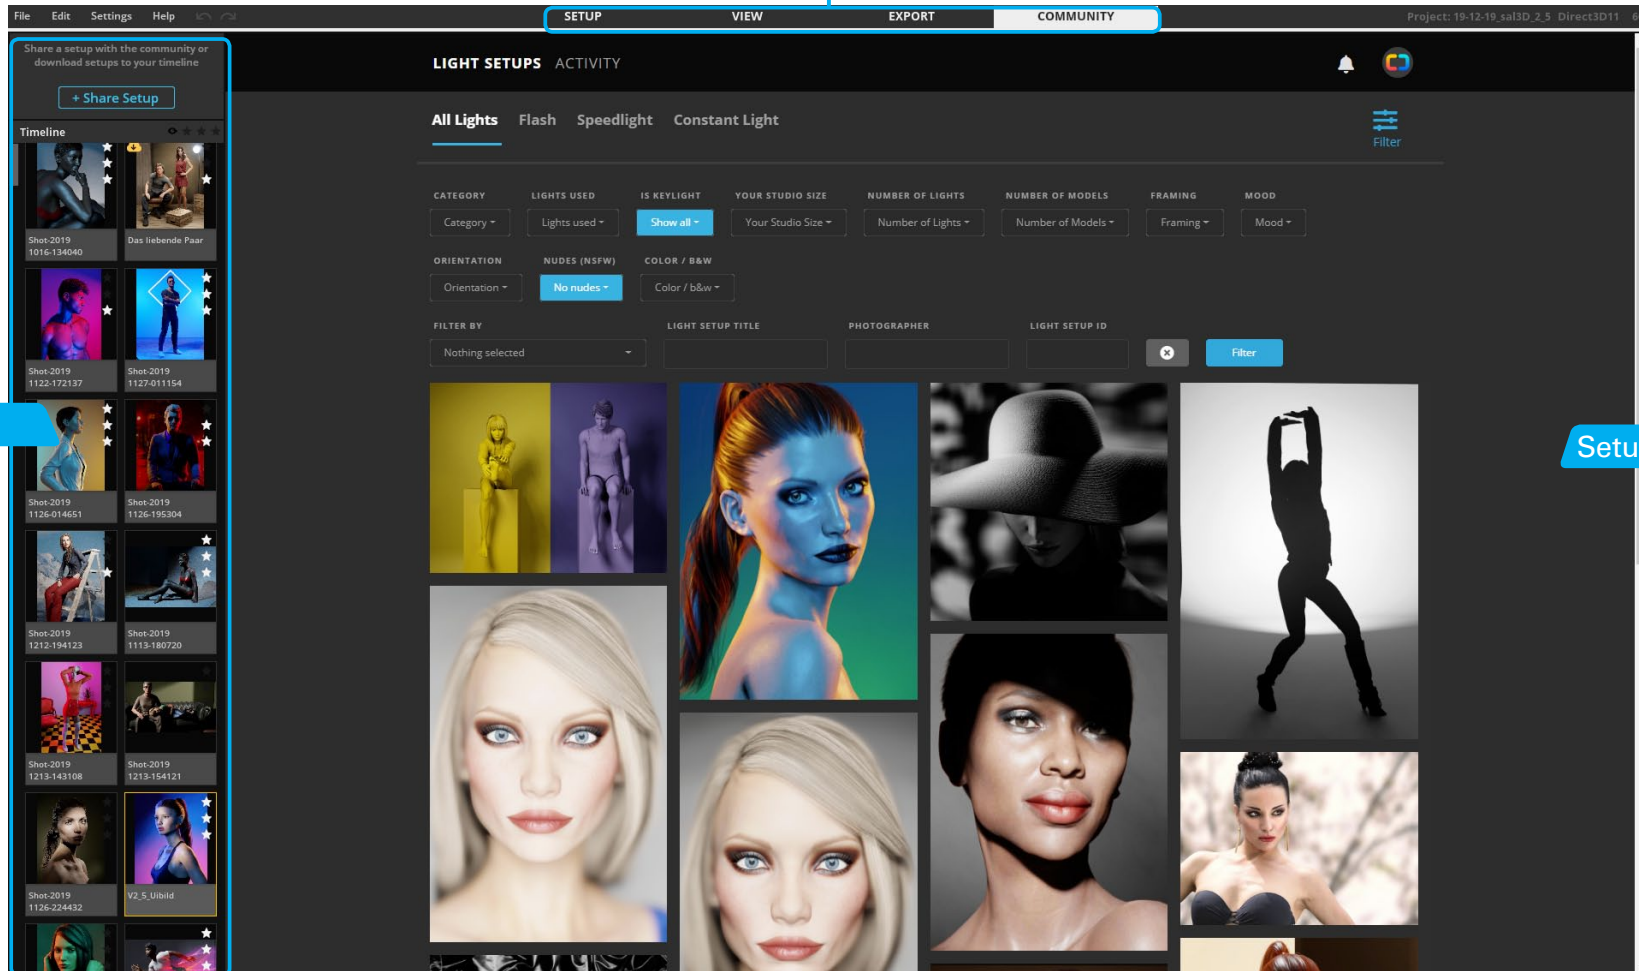 File Edit Settings Help
SETUP VIEW EXPORT COMMUNITY
Project: 19-12-19_sal3D_2_5 Direct3D11 6
Share a setup with the community or
download setups to your timeline
+ Share Setup
Timeline
Shot-2019
1016-134040
Das liebende Paar
Shot-2019
1122-172137
Shot-2019
1127-011154
Shot-2019
1126-014651
Shot-2019
1126-195304
Shot-2019
1212-194123
Shot-2019
1113-180720
Shot-2019
1213-143108
Shot-2019
1213-154121
Shot-2019
1126-224432
V2_5_Uibild
LIGHT SETUPS ACTIVITY
All Lights Flash Speedlight Constant Light
Filter
CATEGORY LIGHTS USED IS KEYLIGHT YOUR STUDIO SIZE NUMBER OF LIGHTS NUMBER OF MODELS FRAMING MOOD
Category Lights used Show all Your Studio Size Number of Lights Number of Models Framing Mood
ORIENTATION NUDES (NSFW) COLOR / B&W
Orientation No nudes Color / b&w
FILTER BY LIGHT SETUP TITLE PHOTOGRAPHER LIGHT SETUP ID
Nothing selected Filter
Setu